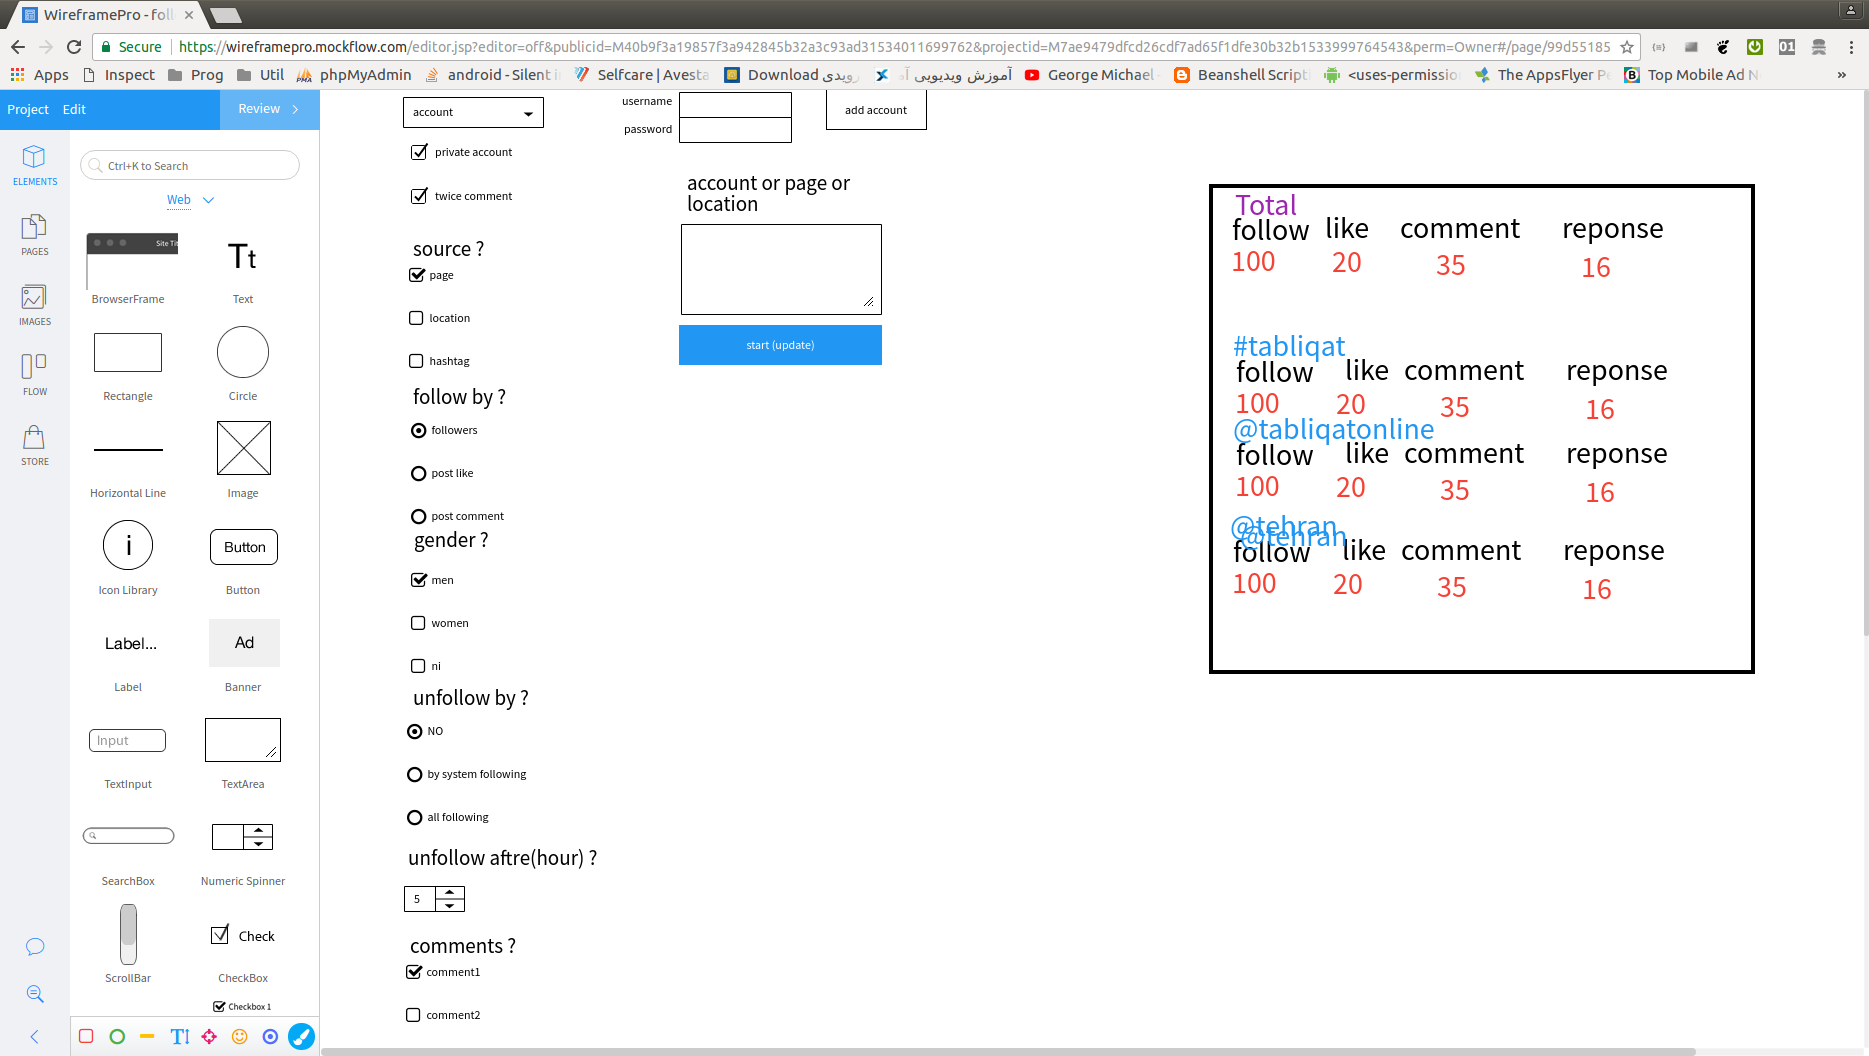 WireframePro - foll
Secure
https://wireframepro.mockflow.com/editor.jsp?editor=off&publicid=M40b9f3a19857f3a942845b32a3c93ad31534011699762&projectid=M7ae9479dfcd26cdf7ad65f1dfe30b32b1533999764543&perm=Owner#/page/99d55185
Apps Inspect Prog Util phpMyAdmin android - Silent i Selfcare | Avesta Download رویدی آموزش ویدیویی George Michael - Beanshell Scripti <uses-permissio The AppsFlyer Pe Top Mobile Ad N »
Project Edit Review
ELEMENTS
PAGES
IMAGES
FLOW
STORE
Ctrl+K to Search
Web
Site Tit
Tt
BrowserFrame Text
Rectangle Circle
Horizontal Line Image
i Button
Icon Library Button
Label... Ad
Label Banner
Input
TextInput TextArea
SearchBox Numeric Spinner
Check
ScrollBar CheckBox
Checkbox 1
account
private account
twice comment
source ?
page
location
hashtag
follow by ?
followers
post like
post comment
gender ?
men
women
ni
unfollow by ?
NO
by system following
all following
unfollow aftre(hour) ?
5
comments ?
comment1
comment2
username
password
add account
account or page or
location
start (update)
Total
follow like comment reponse
100 20 35 16
#tabliqat
follow like comment reponse
100 20 35 16
@tabliqatonline
follow like comment reponse
100 20 35 16
@tehran
@tehran
follow like comment reponse
100 20 35 16